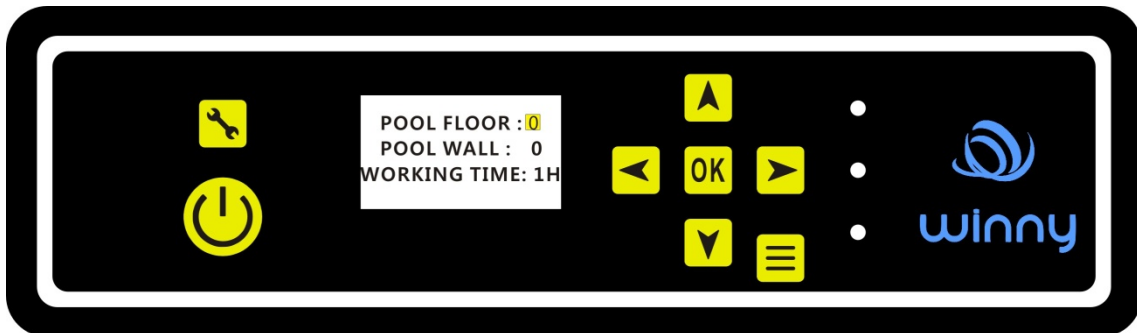 POOL FLOOR : 0
POOL WALL : 0
WORKING TIME: 1H
OK
winny